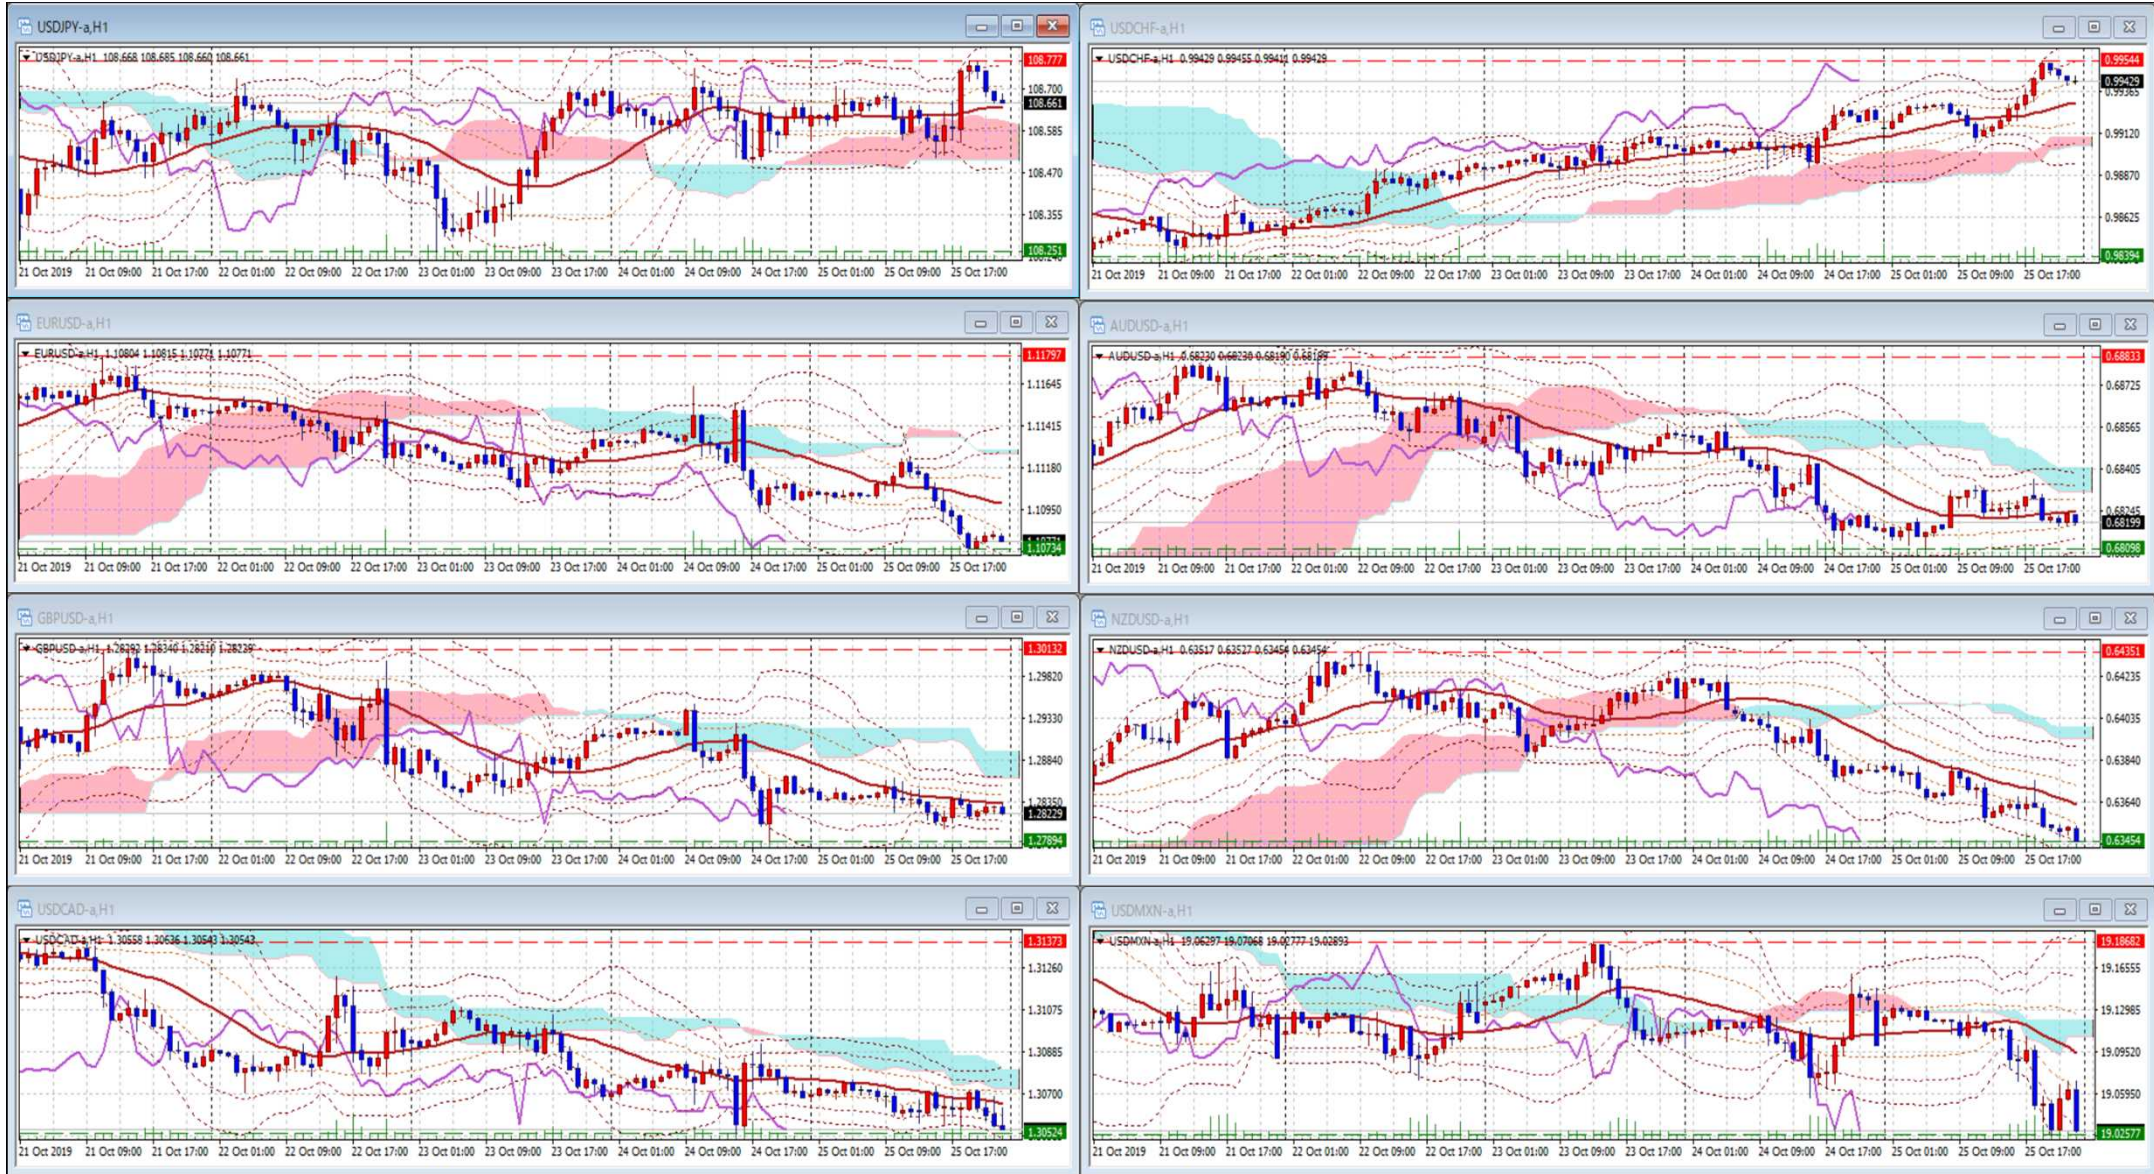 USDJPY-a,H1
USDJPY-a,H1 108.668 108.685 108.660 108.661
108.777
108.700
108.661
108.585
108.470
108.355
108.251
21 Oct 2019 21 Oct 09:00 21 Oct 17:00 22 Oct 01:00 22 Oct 09:00 22 Oct 17:00 23 Oct 01:00 23 Oct 09:00 23 Oct 17:00 24 Oct 01:00 24 Oct 09:00 24 Oct 17:00 25 Oct 01:00 25 Oct 09:00 25 Oct 17:00
USDCHF-a,H1
USDCHF-a,H1 0.99429 0.99455 0.99411 0.99429
0.99544
0.99429
0.99365
0.99120
0.98870
0.98625
0.98394
21 Oct 2019 21 Oct 09:00 21 Oct 17:00 22 Oct 01:00 22 Oct 09:00 22 Oct 17:00 23 Oct 01:00 23 Oct 09:00 23 Oct 17:00 24 Oct 01:00 24 Oct 09:00 24 Oct 17:00 25 Oct 01:00 25 Oct 09:00 25 Oct 17:00
EURUSD-a,H1
EURUSD-a,H1 1.10804 1.10815 1.10771 1.10771
1.11797
1.11645
1.11415
1.11180
1.10950
1.10771
1.10734
21 Oct 2019 21 Oct 09:00 21 Oct 17:00 22 Oct 01:00 22 Oct 09:00 22 Oct 17:00 23 Oct 01:00 23 Oct 09:00 23 Oct 17:00 24 Oct 01:00 24 Oct 09:00 24 Oct 17:00 25 Oct 01:00 25 Oct 09:00 25 Oct 17:00
AUDUSD-a,H1
AUDUSD-a,H1 0.68230 0.68230 0.68190 0.68199
0.68833
0.68725
0.68565
0.68405
0.68245
0.68199
0.68098
21 Oct 2019 21 Oct 09:00 21 Oct 17:00 22 Oct 01:00 22 Oct 09:00 22 Oct 17:00 23 Oct 01:00 23 Oct 09:00 23 Oct 17:00 24 Oct 01:00 24 Oct 09:00 24 Oct 17:00 25 Oct 01:00 25 Oct 09:00 25 Oct 17:00
GBPUSD-a,H1
GBPUSD-a,H1 1.28292 1.28340 1.28210 1.28229
1.30132
1.29820
1.29330
1.28840
1.28350
1.28229
1.27894
21 Oct 2019 21 Oct 09:00 21 Oct 17:00 22 Oct 01:00 22 Oct 09:00 22 Oct 17:00 23 Oct 01:00 23 Oct 09:00 23 Oct 17:00 24 Oct 01:00 24 Oct 09:00 24 Oct 17:00 25 Oct 01:00 25 Oct 09:00 25 Oct 17:00
NZDUSD-a,H1
NZDUSD-a,H1 0.63517 0.63527 0.63454 0.63454
0.64351
0.64235
0.64035
0.63840
0.63640
0.63454
21 Oct 2019 21 Oct 09:00 21 Oct 17:00 22 Oct 01:00 22 Oct 09:00 22 Oct 17:00 23 Oct 01:00 23 Oct 09:00 23 Oct 17:00 24 Oct 01:00 24 Oct 09:00 24 Oct 17:00 25 Oct 01:00 25 Oct 09:00 25 Oct 17:00
USDCAD-a,H1
USDCAD-a,H1 1.30558 1.30636 1.30543 1.30543
1.31373
1.31260
1.31075
1.30885
1.30700
1.30524
21 Oct 2019 21 Oct 09:00 21 Oct 17:00 22 Oct 01:00 22 Oct 09:00 22 Oct 17:00 23 Oct 01:00 23 Oct 09:00 23 Oct 17:00 24 Oct 01:00 24 Oct 09:00 24 Oct 17:00 25 Oct 01:00 25 Oct 09:00 25 Oct 17:00
USDMXN-a,H1
USDMXN-a,H1 19.06297 19.07068 19.02777 19.02893
19.18682
19.16555
19.12985
19.09520
19.05950
19.02577
21 Oct 2019 21 Oct 09:00 21 Oct 17:00 22 Oct 01:00 22 Oct 09:00 22 Oct 17:00 23 Oct 01:00 23 Oct 09:00 23 Oct 17:00 24 Oct 01:00 24 Oct 09:00 24 Oct 17:00 25 Oct 01:00 25 Oct 09:00 25 Oct 17:00